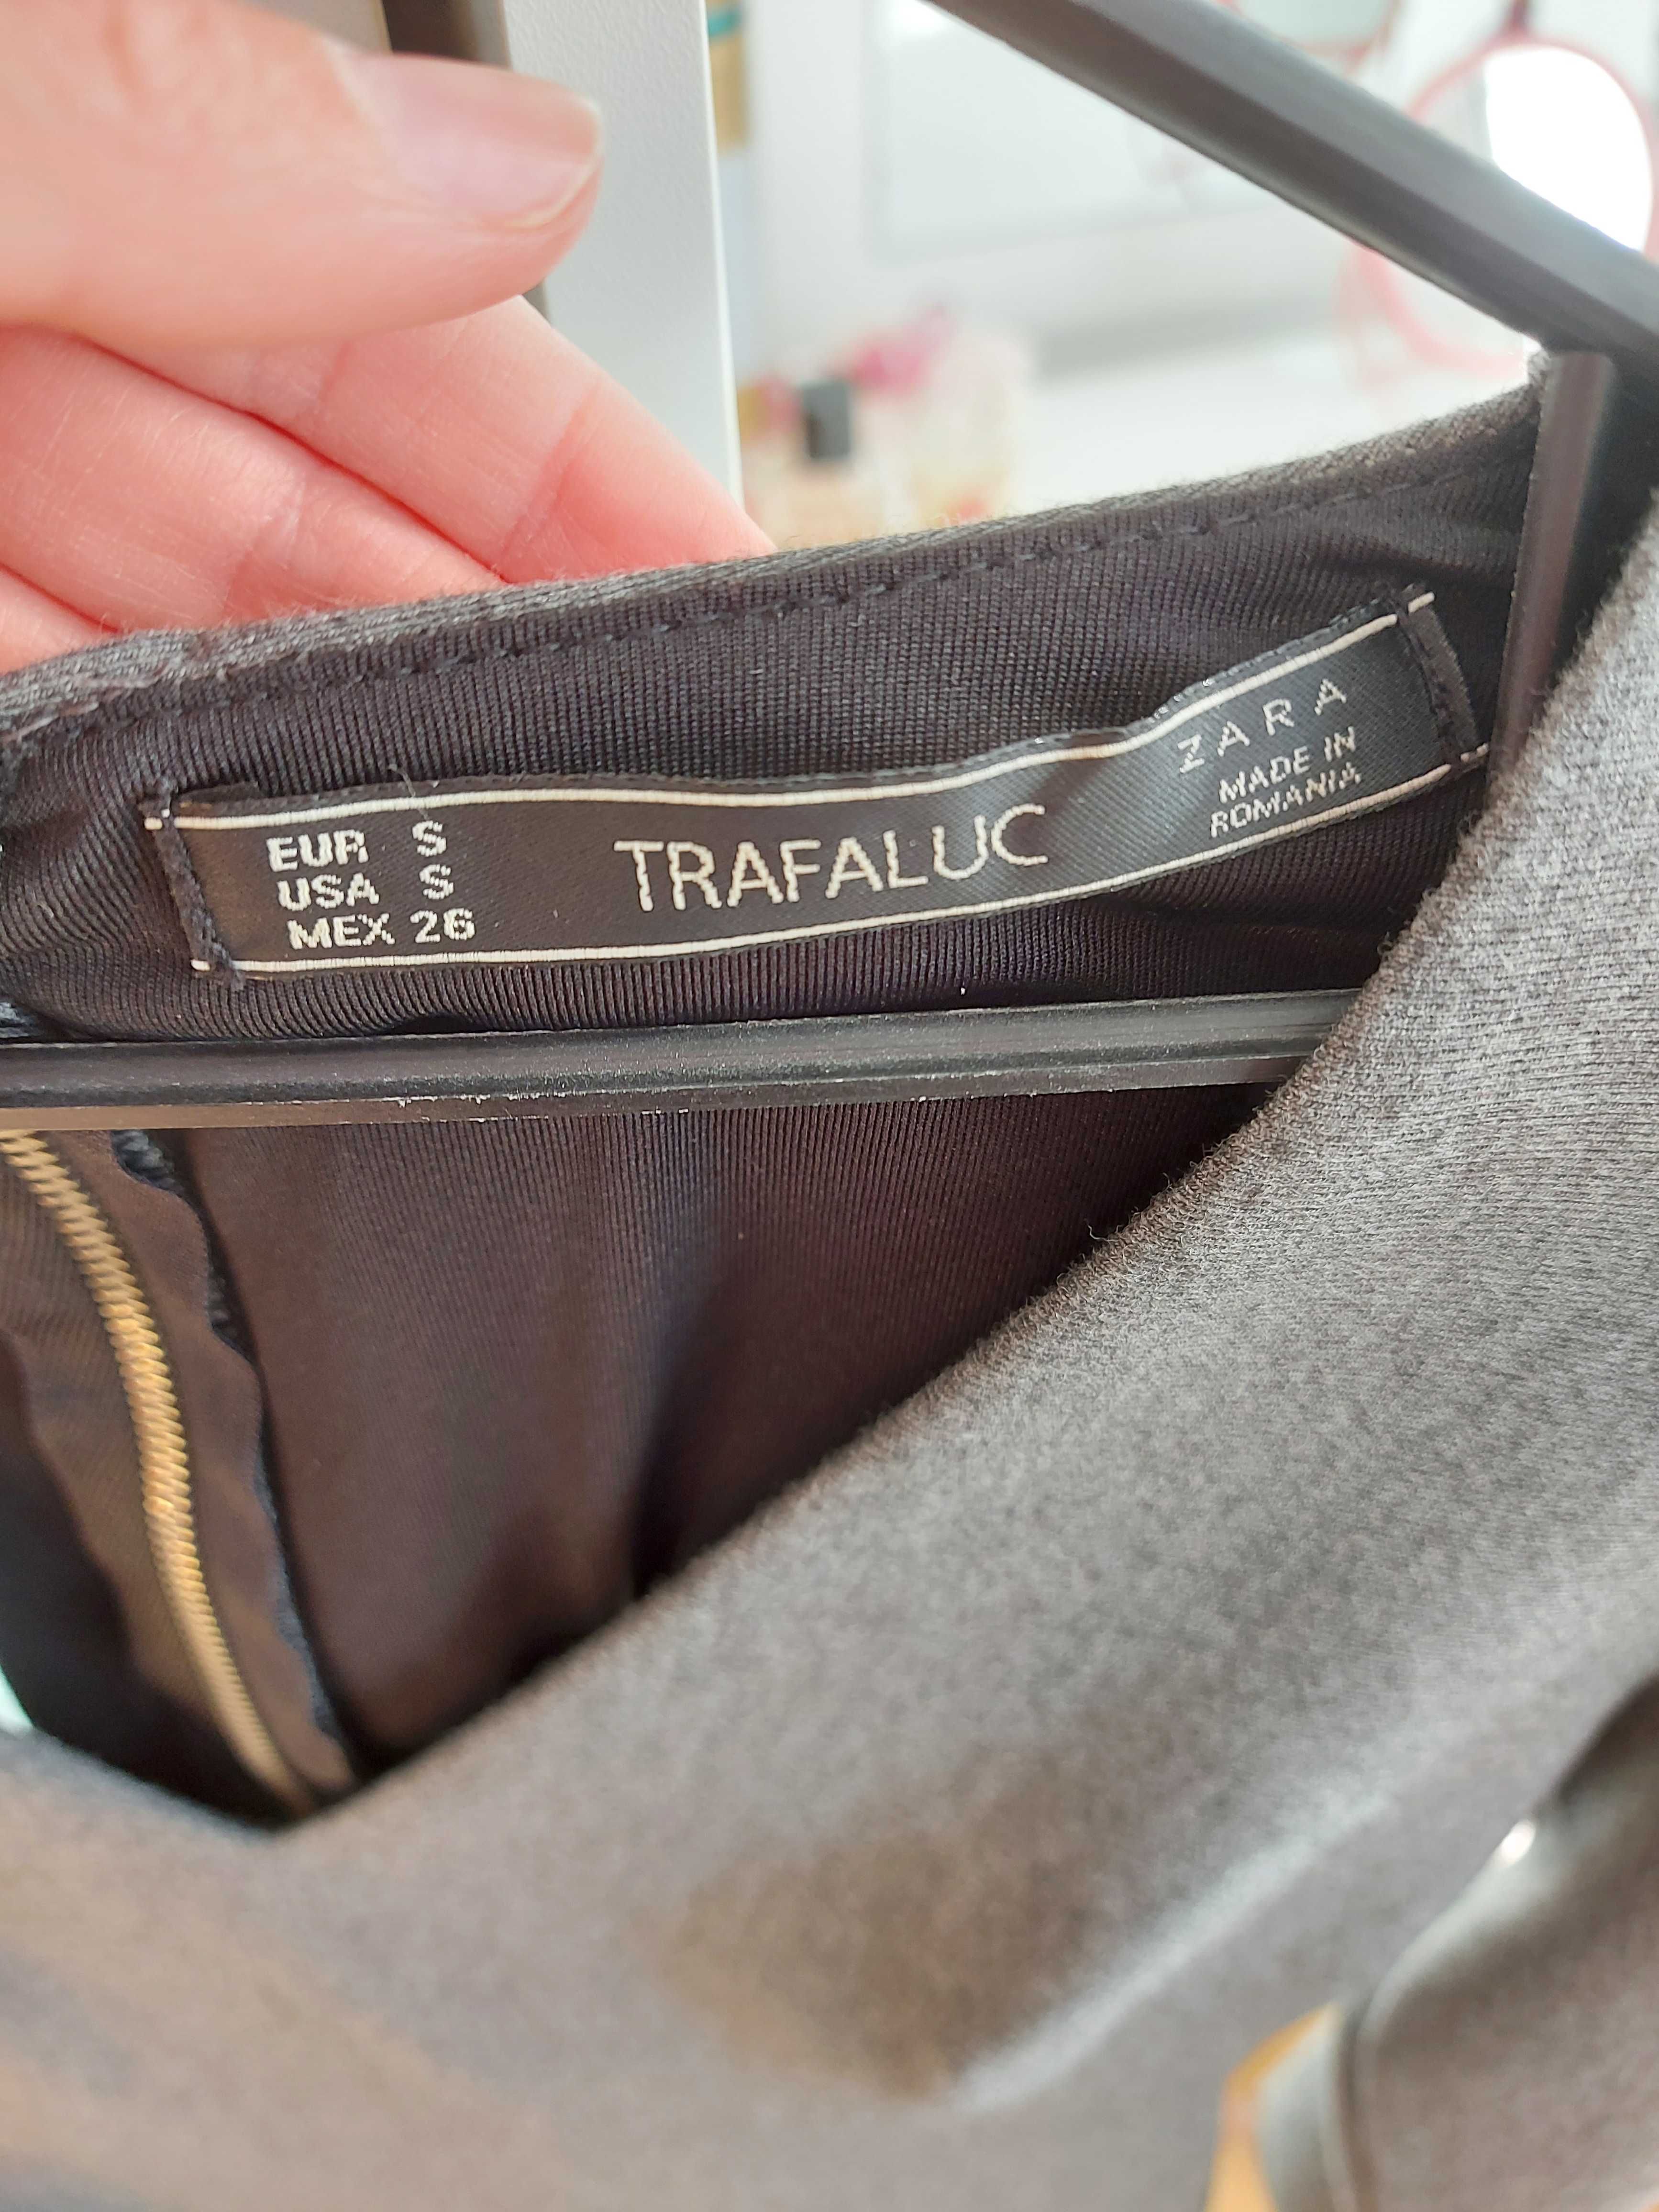 EUR S
USA S
MEX 26
TRAFALUC
ZARA
MADE IN
ROMANIA